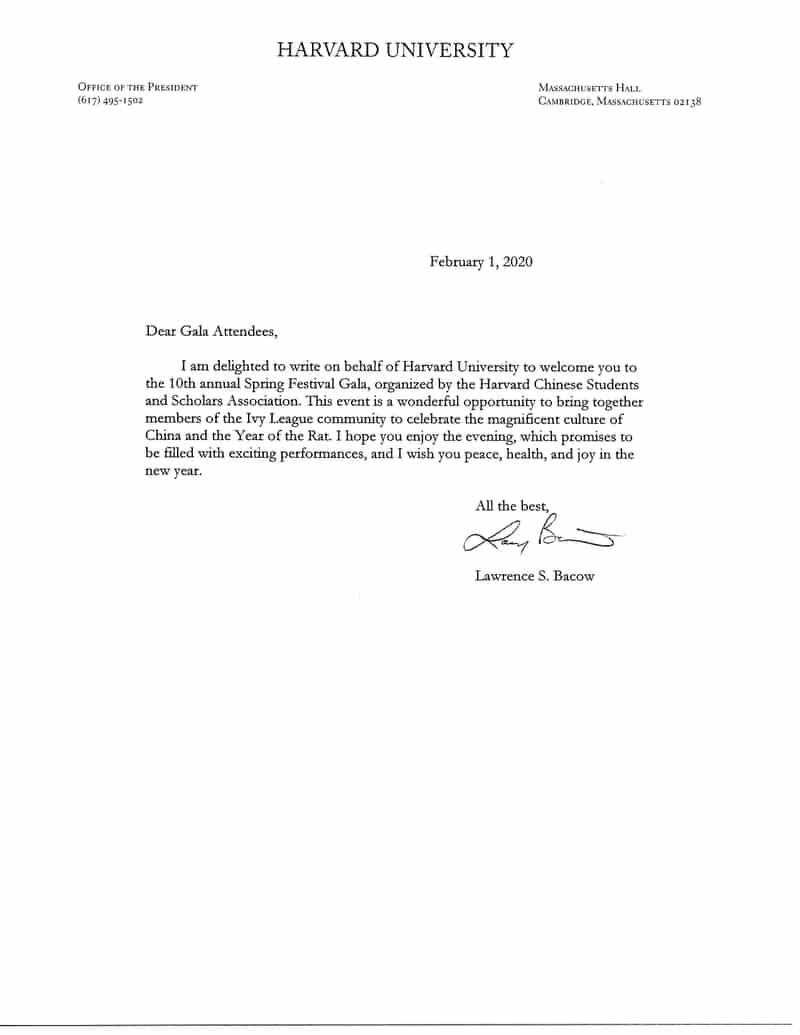 HARVARD UNIVERSITY
OFFICE OF THE PRESIDENT
(617) 495-1502
MASSACHUSETTS HALL
CAMBRIDGE, MASSACHUSETTS 02138
February 1, 2020
Dear Gala Attendees,
I am delighted to write on behalf of Harvard University to welcome you to
the 10th annual Spring Festival Gala, organized by the Harvard Chinese Students
and Scholars Association. This event is a wonderful opportunity to bring together
members of the Ivy League community to celebrate the magnificent culture of
China and the Year of the Rat. I hope you enjoy the evening, which promises to
be filled with exciting performances, and I wish you peace, health, and joy in the
new year.
All the best,
Larry Bacow
Lawrence S. Bacow